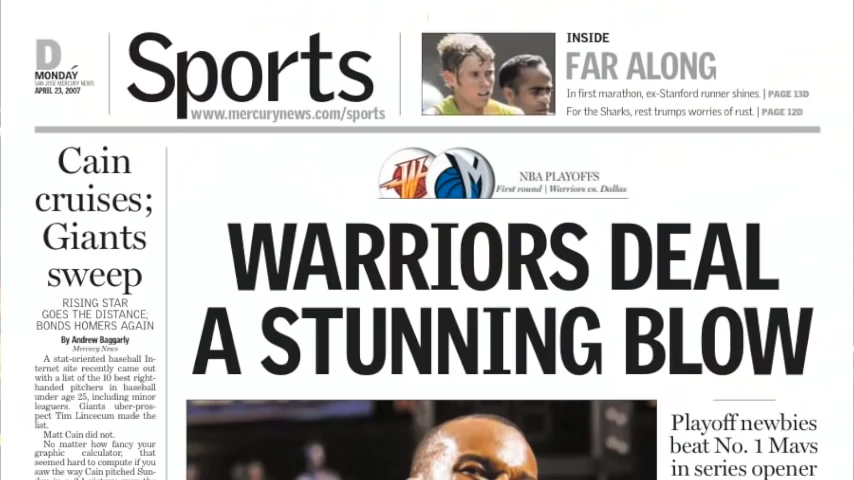 D
MONDAY
SAN JOSE MERCURY NEWS
APRIL 23, 2007
Sports
www.mercurynews.com/sports
INSIDE
FAR ALONG
In first marathon, ex-Stanford runner shines. | PAGE 13D
For the Sharks, rest trumps worries of rust. | PAGE 12D
Cain
cruises;
Giants
sweep
RISING STAR
GOES THE DISTANCE;
BONDS HOMERS AGAIN
By Andrew Baggarly
Mercury News
A stat-oriented baseball In-
ternet site recently came out
with a list of the 10 best right-
handed pitchers in baseball
under age 25, including minor
leaguers. Giants uber-pros-
pect Tim Lincecum made the
list.
Matt Cain did not.
No matter how fancy your
graphic calculator, that
seemed hard to compute if you
saw the way Cain pitched Sun-
NBA PLAYOFFS
First round | Warriors vs. Dallas
WARRIORS DEAL
A STUNNING BLOW
Playoff newbies
beat No. 1 Mavs
in series opener